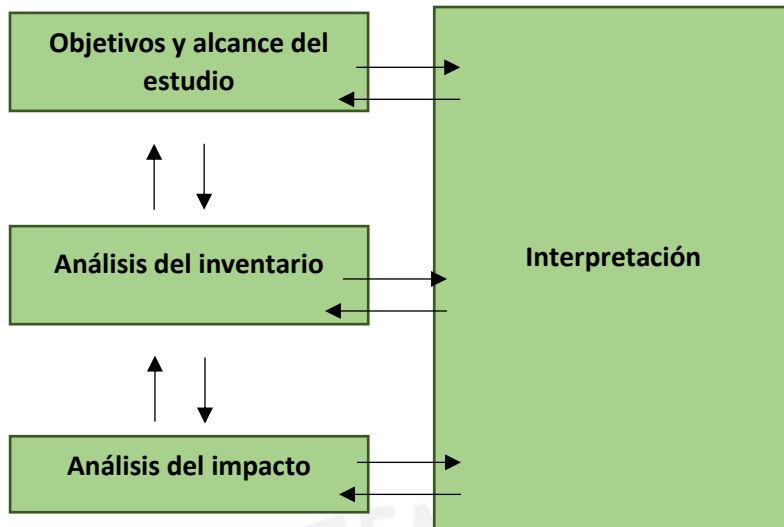 Objetivos y alcance del
estudio
Análisis del inventario
Interpretación
Análisis del impacto